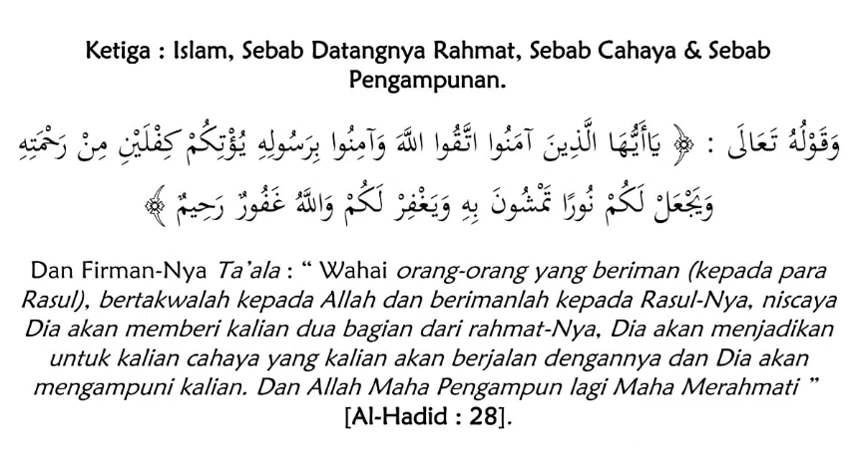 Ketiga : Islam, Sebab Datangnya Rahmat, Sebab Cahaya & Sebab
Pengampunan.
وَقَوْلُهُ تَعَالَى : ﴿ يَاأَيُّهَا الَّذِينَ آمَنُوا اتَّقُوا اللَّهَ وَآمِنُوا بِرَسُولِهِ يُؤْتِكُمْ كِفْلَيْنِ مِنْ رَحْمَتِهِ
وَيَجْعَلْ لَكُمْ نُورًا تَمْشُونَ بِهِ وَيَغْفِرْ لَكُمْ وَاللَّهُ غَفُورٌ رَحِيمٌ ﴾
Dan Firman-Nya Ta’ala : “ Wahai orang-orang yang beriman (kepada para
Rasul), bertakwalah kepada Allah dan berimanlah kepada Rasul-Nya, niscaya
Dia akan memberi kalian dua bagian dari rahmat-Nya, Dia akan menjadikan
untuk kalian cahaya yang kalian akan berjalan dengannya dan Dia akan
mengampuni kalian. Dan Allah Maha Pengampun lagi Maha Merahmati ”
[Al-Hadid : 28].